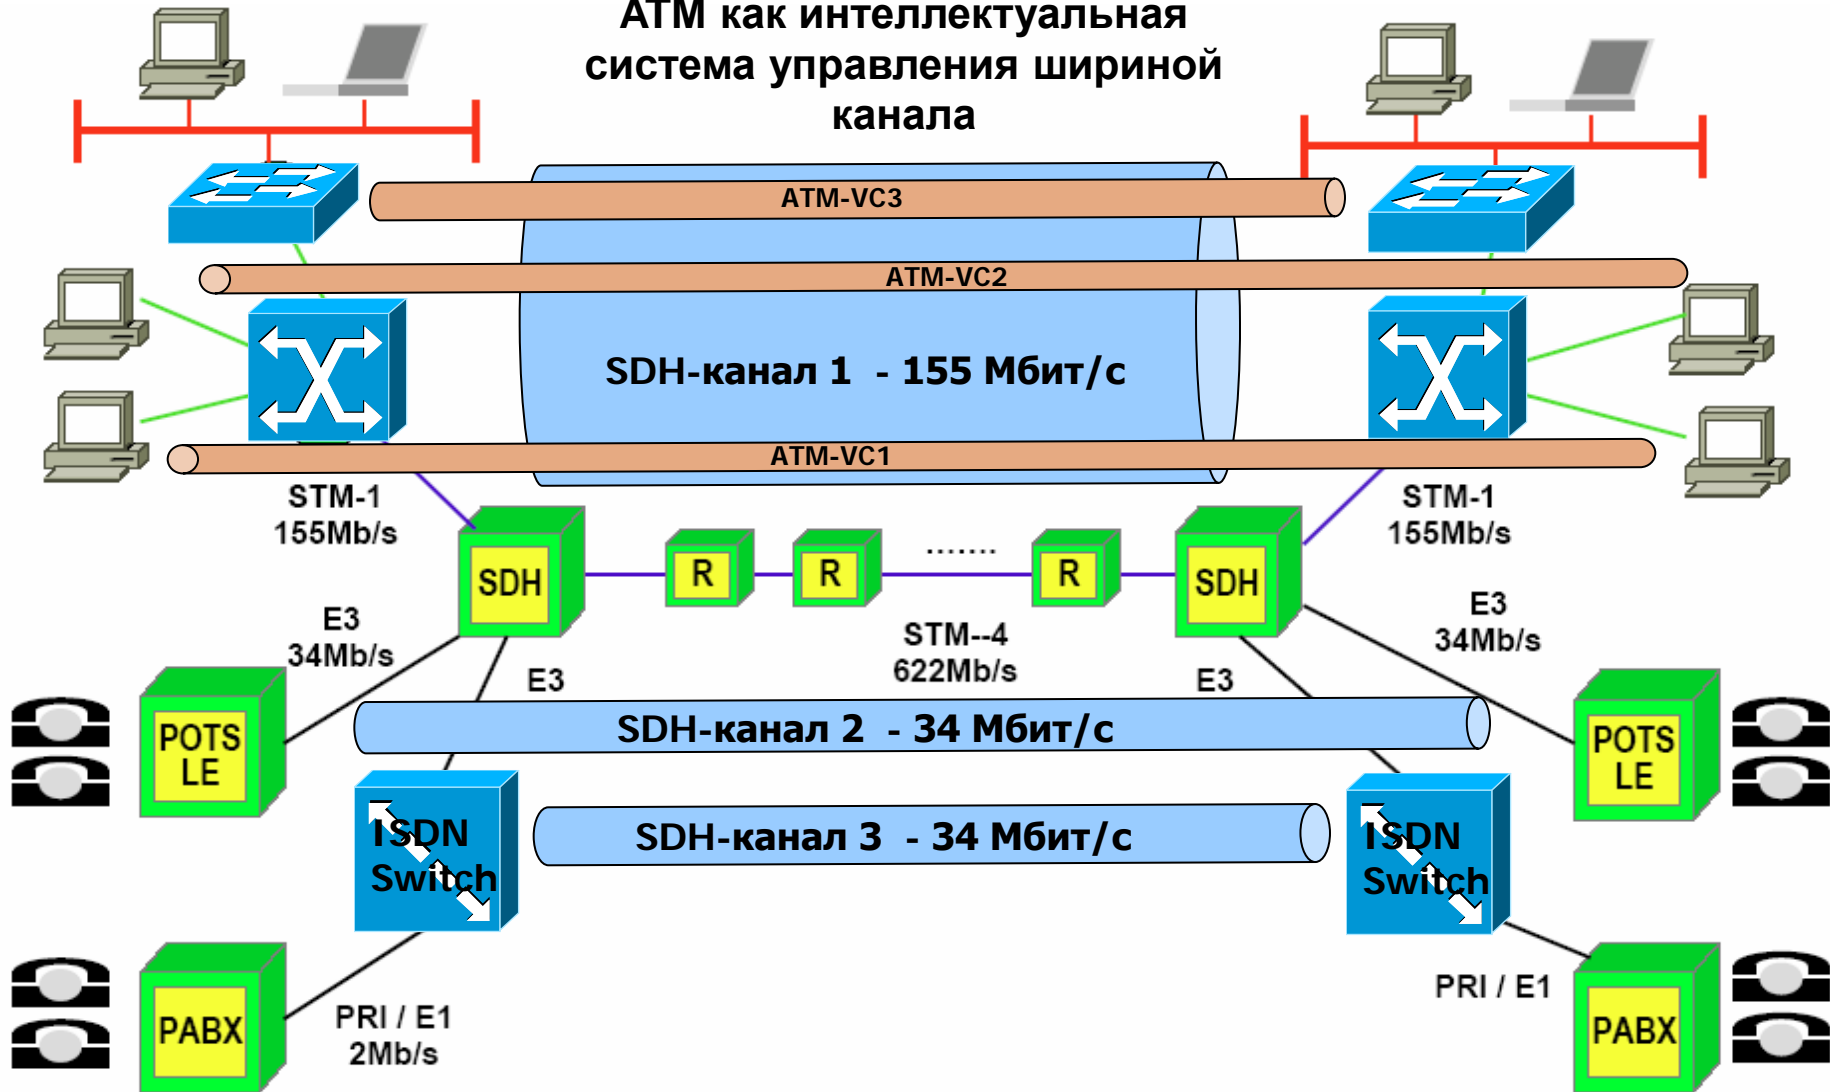 АТМ как интеллектуальная
система управления шириной
канала
ATM-VC3
ATM-VC2
SDH-канал 1 - 155 Мбит/с
ATM-VC1
STM-1
155Mb/s
STM-1
155Mb/s
SDH
R
R
.......
R
SDH
E3
34Mb/s
STM--4
622Mb/s
E3
34Mb/s
E3
E3
SDH-канал 2 - 34 Мбит/с
POTS
LE
POTS
LE
SDH-канал 3 - 34 Мбит/с
ISDN
Switch
ISDN
Switch
PABX
PRI / E1
2Mb/s
PRI / E1
PABX